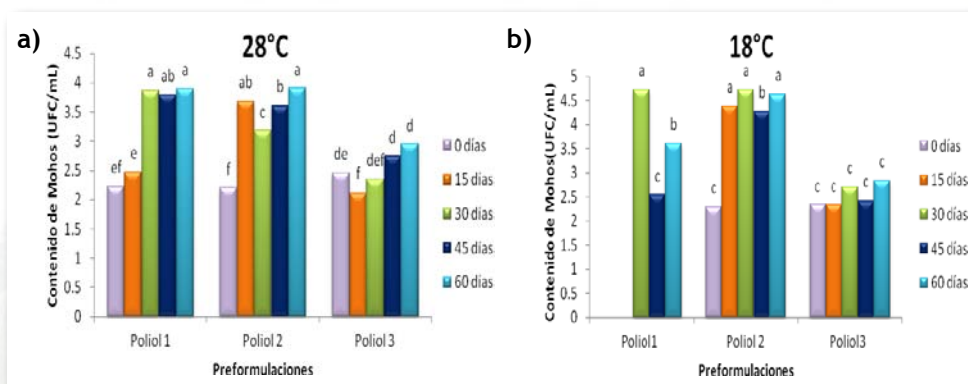 a)
28°C
Contenido de Mohos (UFC/mL)
4.5
4
3.5
3
2.5
2
1.5
1
0.5
0
ef e a ab a
f ab c b a
de f def d d
Poliol 1 Poliol 2 Poliol 3
Preformulaciones
0 días
15 días
30 días
45 días
60 días
b)
18°C
Contenido de Mohos(UFC/mL)
5
4.5
4
3.5
3
2.5
2
1.5
1
0.5
0
a c b
c a a b a
c c c c c
Poliol1 Poliol 2 Poliol3
Preformulaciones
0 días
15 días
30 días
45 días
60 días